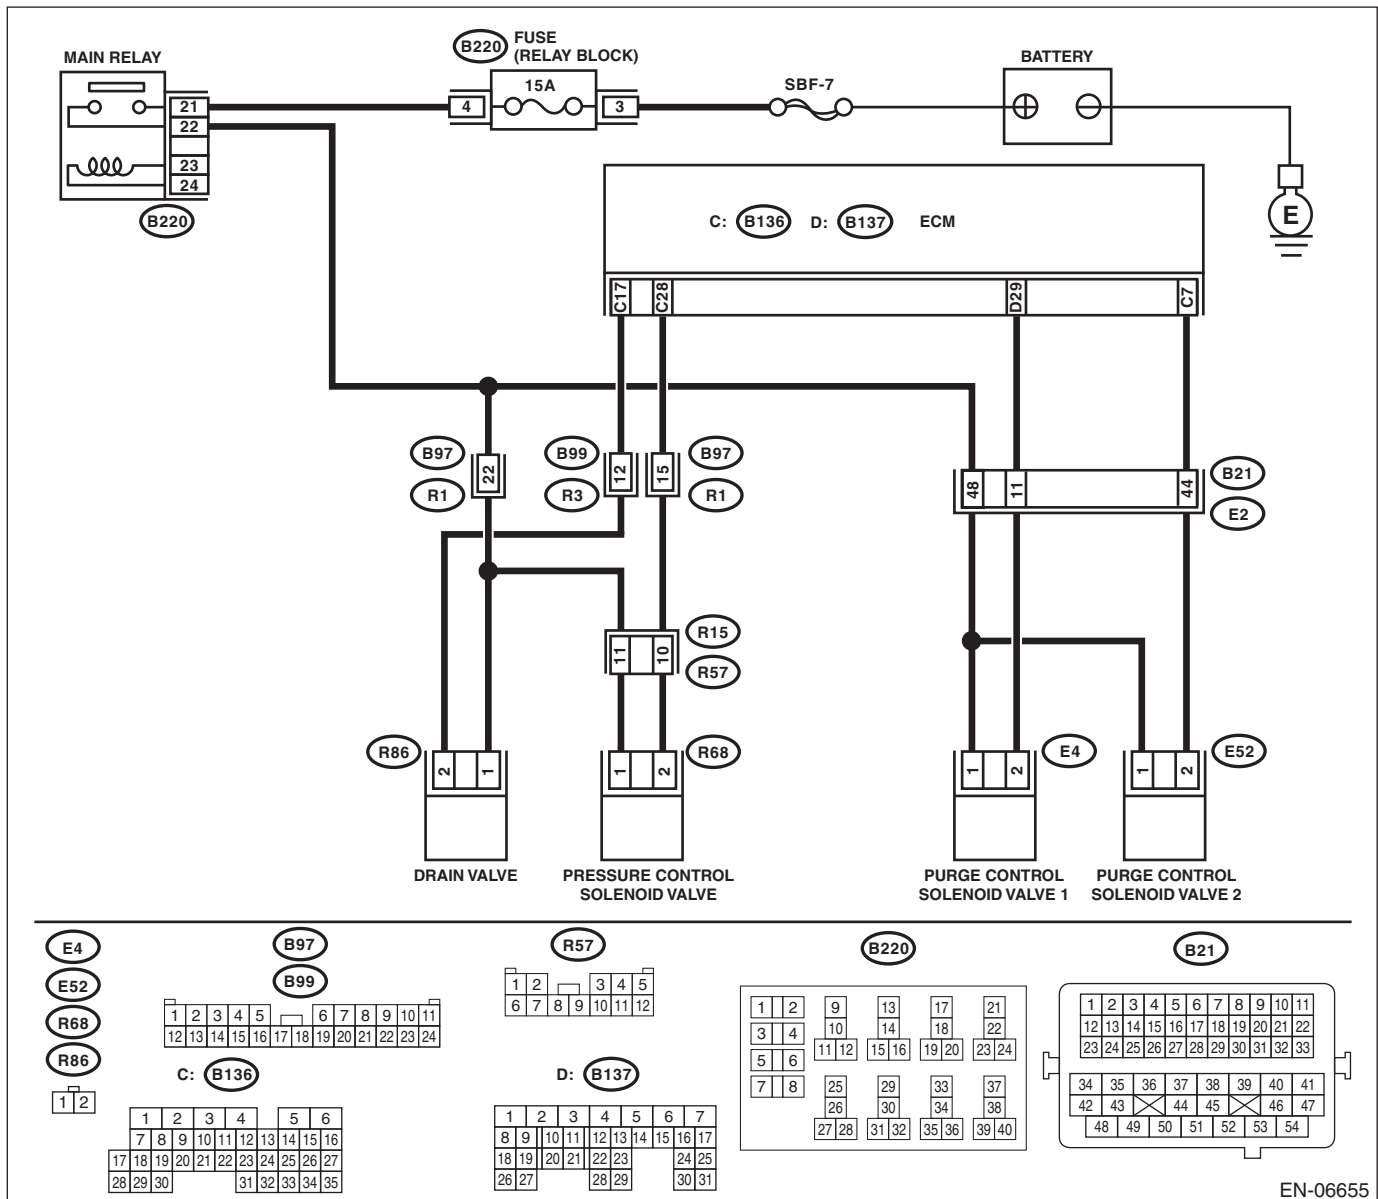 MAIN RELAY
B220
FUSE
(RELAY BLOCK)
15A
SBF-7
BATTERY
21
4
3
22
23
24
B220
E
C: B136 D: B137 ECM
C17 C28 D29 C7
B97
R1
22
B99
R3
12
15
B97
R1
48 11 44
B21
E2
11 10
R15
R57
R86
2 1
1 2
R68
1 2
E4
1 2
E52
DRAIN VALVE
PRESSURE CONTROL
SOLENOID VALVE
PURGE CONTROL
SOLENOID VALVE 1
PURGE CONTROL
SOLENOID VALVE 2
E4
E52
R68
R86
1 2
B97
B99
1 2 3 4 5 6 7 8 9 10 11
12 13 14 15 16 17 18 19 20 21 22 23 24
C: B136
1 2 3 4 5 6
7 8 9 10 11 12 13 14 15 16
17 18 19 20 21 22 23 24 25 26 27
28 29 30 31 32 33 34 35
R57
1 2 3 4 5
6 7 8 9 10 11 12
D: B137
1 2 3 4 5 6 7
8 9 10 11 12 13 14 15 16 17
18 19 20 21 22 23 24 25
26 27 28 29 30 31
B220
1 2 9 13 17 21
3 4 10 14 18 22
5 6 11 12 15 16 19 20 23 24
7 8 25 29 33 37
26 30 34 38
27 28 31 32 35 36 39 40
B21
1 2 3 4 5 6 7 8 9 10 11
12 13 14 15 16 17 18 19 20 21 22
23 24 25 26 27 28 29 30 31 32 33
34 35 36 37 38 39 40 41
42 43 44 45 46 47
48 49 50 51 52 53 54
EN-06655